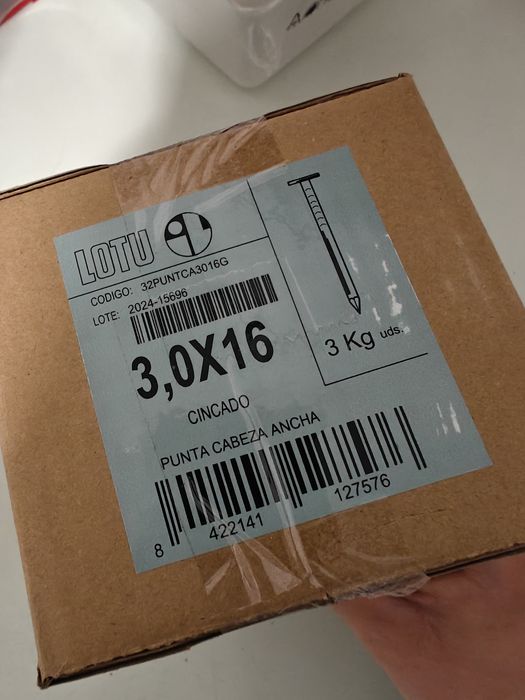 LOTU
CODIGO: 32PUNTCA3016G
LOTE: 2024-15696
3,0X16
CINCADO
3 Kg uds.
PUNTA CABEZA ANCHA
8 422141 127576